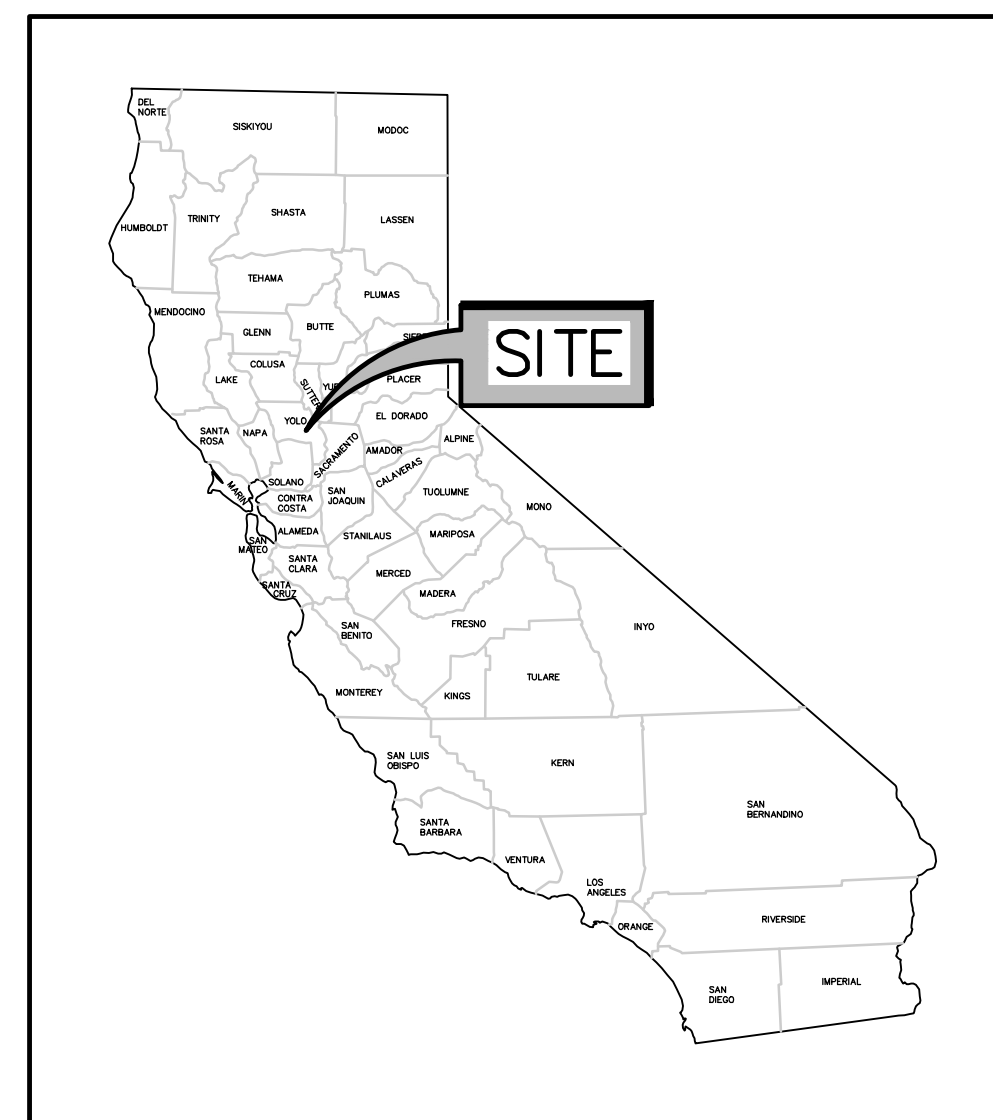 DEL
NORTE
SISKIYOU
MODOC
HUMBOLDT
TRINITY
SHASTA
LASSEN
TEHAMA
PLUMAS
MENDOCINO
GLENN
BUTTE
SITE
COLUSA
LAKE
SUTTER
PLACER
YOLO
EL DORADO
SANTA
ROSA
NAPA
SACRAMENTO
AMADOR
ALPINE
CALAVERAS
MARIN
SOLANO
CONTRA
COSTA
SAN
JOAQUIN
TUOLUMNE
MONO
ALAMEDA
STANILAUS
MARIPOSA
SAN
MATEO
SANTA
CLARA
MERCED
SANTA
CRUZ
MADERA
SAN
BENITO
FRESNO
INYO
MONTEREY
KINGS
TULARE
SAN LUIS
OBISPO
KERN
SANTA
BARBARA
SAN
BERNANDINO
VENTURA
LOS
ANGELES
ORANGE
RIVERSIDE
SAN
DIEGO
IMPERIAL